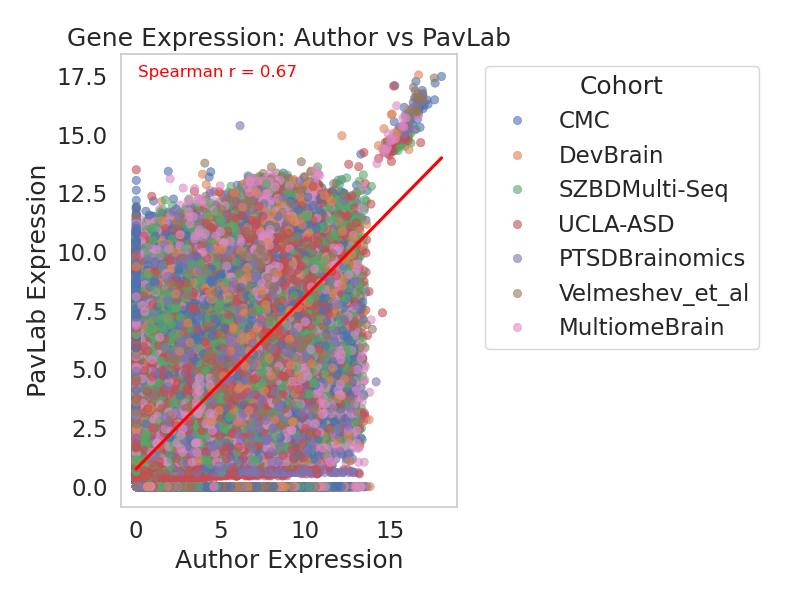 Gene Expression: Author vs PavLab
Spearman r = 0.67
17.5
15.0
12.5
10.0
7.5
5.0
2.5
0.0
PavLab Expression
0 5 10 15
Author Expression
Cohort
CMC
DevBrain
SZBDMulti-Seq
UCLA-ASD
PTSDBrainomics
Velmeshev_et_al
MultiomeBrain